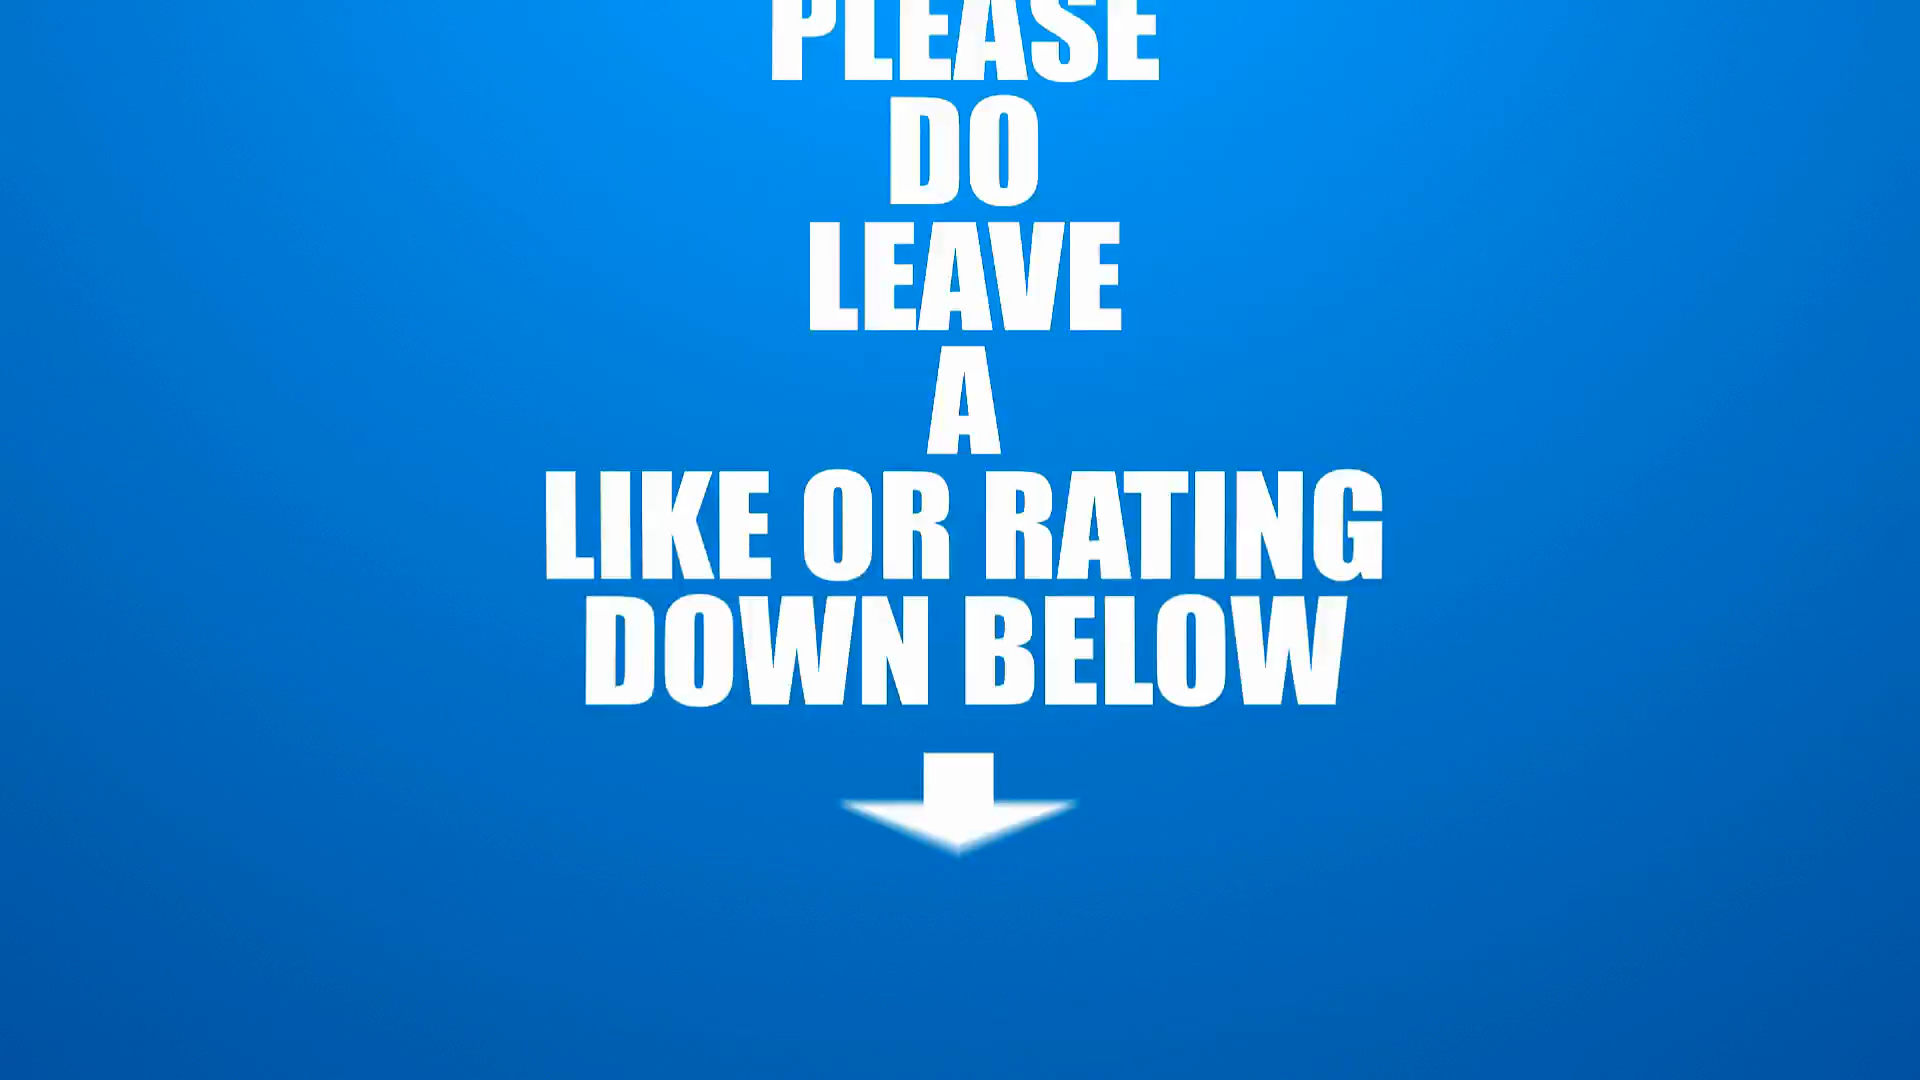 PLEASE
DO
LEAVE
A
LIKE OR RATING
DOWN BELOW